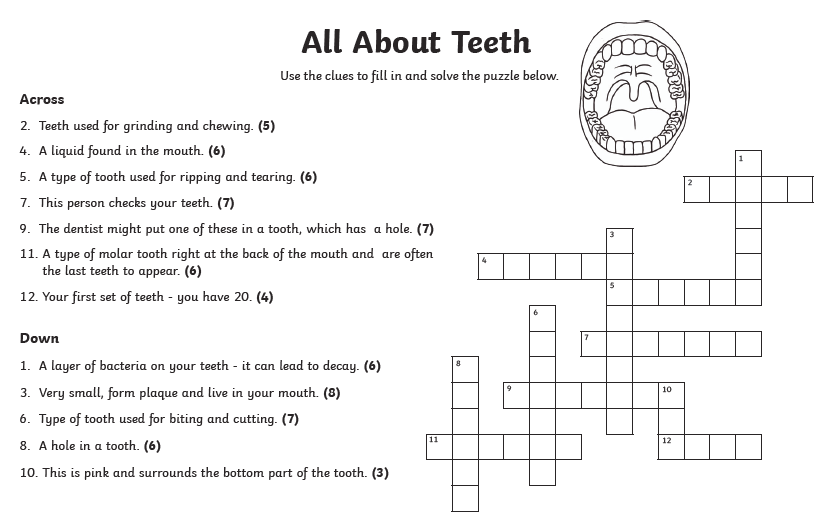 All About Teeth
Use the clues to fill in and solve the puzzle below.
Across
2. Teeth used for grinding and chewing. (5)
4. A liquid found in the mouth. (6)
5. A type of tooth used for ripping and tearing. (6)
7. This person checks your teeth. (7)
9. The dentist might put one of these in a tooth, which has a hole. (7)
11. A type of molar tooth right at the back of the mouth and are often
the last teeth to appear. (6)
12. Your first set of teeth - you have 20. (4)
Down
1. A layer of bacteria on your teeth - it can lead to decay. (6)
3. Very small, form plaque and live in your mouth. (8)
6. Type of tooth used for biting and cutting. (7)
8. A hole in a tooth. (6)
10. This is pink and surrounds the bottom part of the tooth. (3)
1
2
3
4
5
6
7
8
9 10
11 12